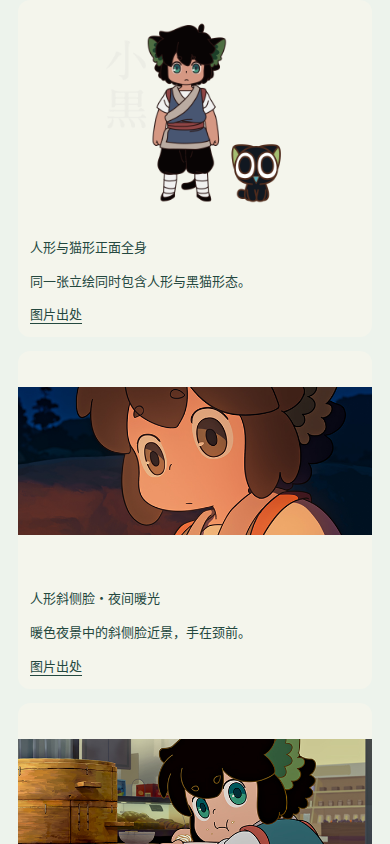 小
黑
人形与猫形正面全身
同一张立绘同时包含人形与黑猫形态。
图片出处
人形斜侧脸・夜间暖光
暖色夜景中的斜侧脸近景，手在颈前。
图片出处